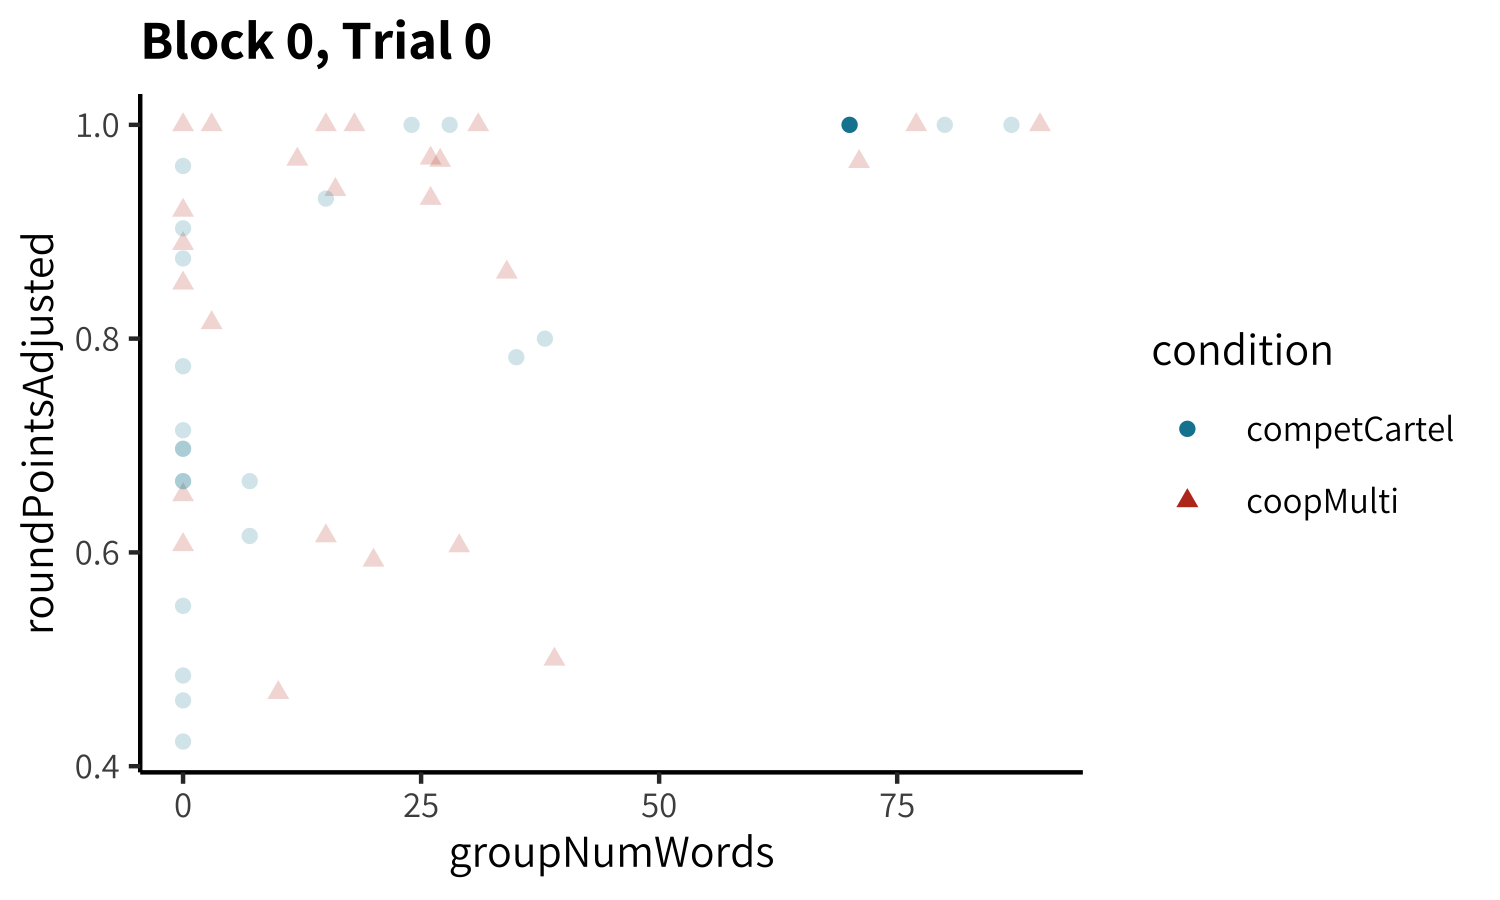 Block 0, Trial 0
roundPointsAdjusted
1.0
0.8
0.6
0.4
0 25 50 75
groupNumWords
condition
competCartel
coopMulti